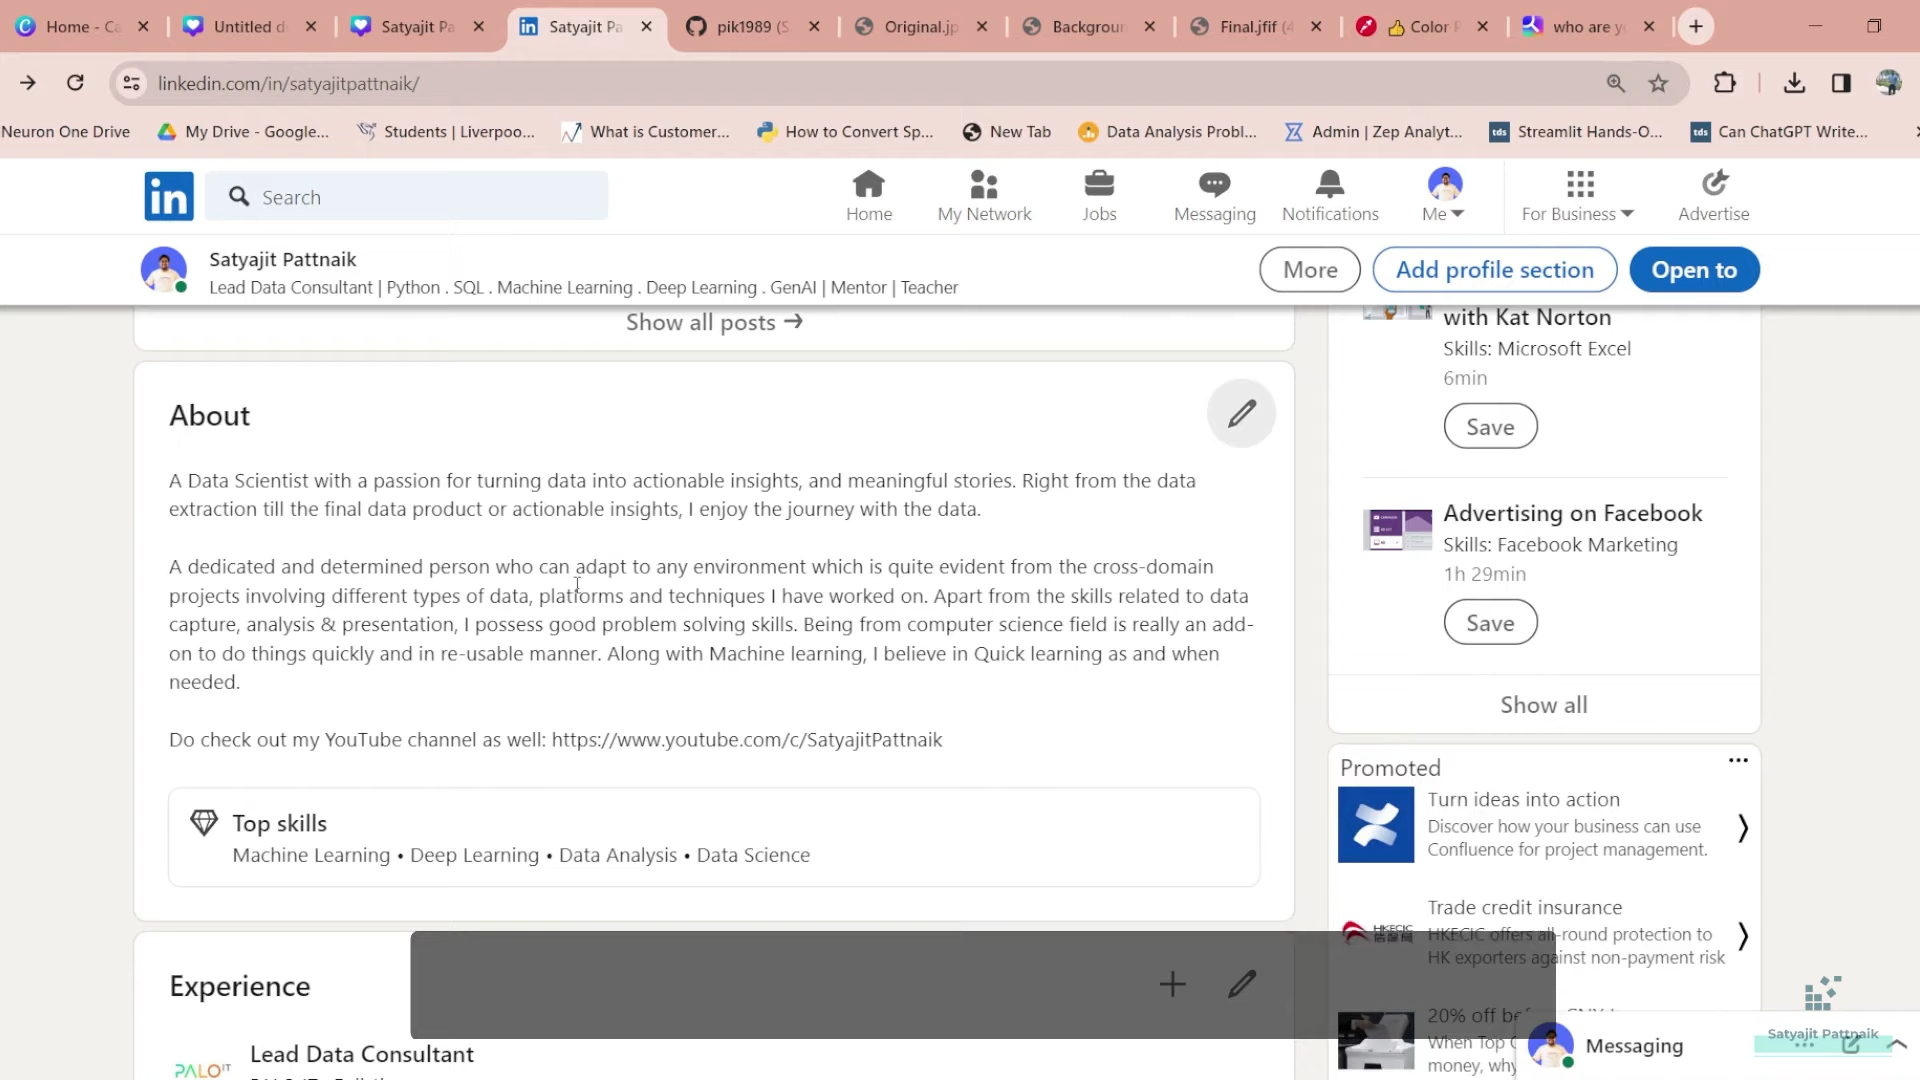 Home - Ca
Untitled d
Satyajit Pa
Satyajit Pa
pik1989 (S
Original.jp
Backgroun
Final.jfif (4
Color P
who are y
linkedin.com/in/satyajitpattnaik/
Neuron One Drive
My Drive - Google...
Students | Liverpoo...
What is Customer...
How to Convert Sp...
New Tab
Data Analysis Probl...
Admin | Zep Analyt...
tds Streamlit Hands-O...
tds Can ChatGPT Write...
in
Search
Home
My Network
Jobs
Messaging
Notifications
Me
For Business
Advertise
Satyajit Pattnaik
Lead Data Consultant | Python . SQL . Machine Learning . Deep Learning . GenAI | Mentor | Teacher
More
Add profile section
Open to
Show all posts →
About
A Data Scientist with a passion for turning data into actionable insights, and meaningful stories. Right from the data
extraction till the final data product or actionable insights, I enjoy the journey with the data.
A dedicated and determined person who can adapt to any environment which is quite evident from the cross-domain
projects involving different types of data, platforms and techniques I have worked on. Apart from the skills related to data
capture, analysis & presentation, I possess good problem solving skills. Being from computer science field is really an add-
on to do things quickly and in re-usable manner. Along with Machine learning, I believe in Quick learning as and when
needed.
Do check out my YouTube channel as well: https://www.youtube.com/c/SatyajitPattnaik
Top skills
Machine Learning • Deep Learning • Data Analysis • Data Science
Experience
Lead Data Consultant
PALO IT
with Kat Norton
Skills: Microsoft Excel
6min
Save
Advertising on Facebook
Skills: Facebook Marketing
1h 29min
Save
Show all
Promoted
Turn ideas into action
Discover how your business can use
Confluence for project management.
Trade credit insurance
HKECIC offers all-round protection to
HK exporters against non-payment risk
20% off be
When Top
money, why
Messaging
Satyajit Pattnaik